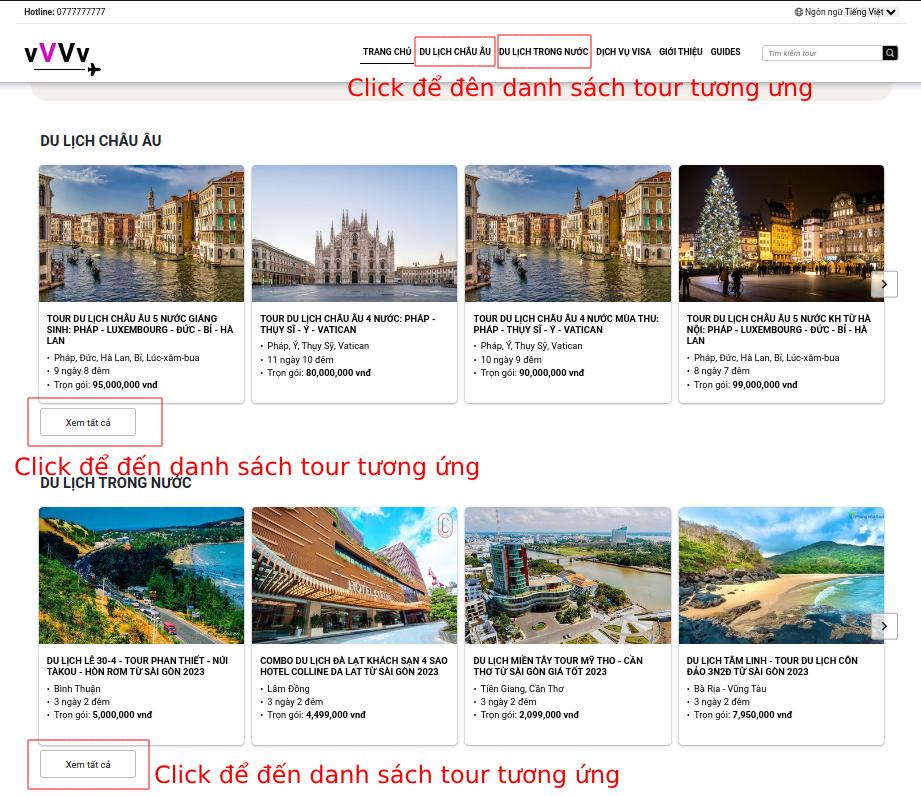 Hotline: 0777777777
Ngôn ngữ Tiếng Việt
vVVv
TRANG CHỦ DU LỊCH CHÂU ÂU DU LỊCH TRONG NƯỚC DỊCH VỤ VISA GIỚI THIỆU GUIDES Tìm kiếm tour
Click để đên danh sách tour tương ứng
DU LỊCH CHÂU ÂU
TOUR DU LỊCH CHÂU ÂU 5 NƯỚC GIÁNG
SINH: PHÁP - LUXEMBOURG - ĐỨC - BỈ - HÀ
LAN
• Pháp, Đức, Hà Lan, Bỉ, Lúc-xăm-bua
• 9 ngày 8 đêm
• Trọn gói: 95,000,000 vnđ
TOUR DU LỊCH CHÂU ÂU 4 NƯỚC: PHÁP -
THỤY SĨ - Ý - VATICAN
• Pháp, Ý, Thụy Sỹ, Vatican
• 11 ngày 10 đêm
• Trọn gói: 80,000,000 vnđ
TOUR DU LỊCH CHÂU ÂU 4 NƯỚC MÙA THU:
PHÁP - THỤY SĨ - Ý - VATICAN
• Pháp, Ý, Thụy Sỹ, Vatican
• 10 ngày 9 đêm
• Trọn gói: 90,000,000 vnđ
TOUR DU LỊCH CHÂU ÂU 5 NƯỚC KH TỪ HÀ
NỘI: PHÁP - LUXEMBOURG - ĐỨC - BỈ - HÀ
LAN
• Pháp, Đức, Hà Lan, Bỉ, Lúc-xăm-bua
• 8 ngày 7 đêm
• Trọn gói: 99,000,000 vnđ
Xem tất cả
Click để đến danh sách tour tương ứng
DU LỊCH TRONG NƯỚC
HOTEL COLLINE
DU LỊCH LỄ 30-4 - TOUR PHAN THIẾT - NÚI
TÀKOU - HÒN RƠM TỪ SÀI GÒN 2023
• Bình Thuận
• 3 ngày 2 đêm
• Trọn gói: 5,000,000 vnđ
COMBO DU LỊCH ĐÀ LẠT KHÁCH SẠN 4 SAO
HOTEL COLLINE DA LAT TỪ SÀI GÒN 2023
• Lâm Đồng
• 3 ngày 2 đêm
• Trọn gói: 4,499,000 vnđ
DU LỊCH MIỀN TÂY TOUR MỸ THO - CẦN
THƠ TỪ SÀI GÒN GIÁ TỐT 2023
• Tiền Giang, Cần Thơ
• 3 ngày 2 đêm
• Trọn gói: 2,099,000 vnđ
DU LỊCH TÂM LINH - TOUR DU LỊCH CÔN
ĐẢO 3N2Đ TỪ SÀI GÒN 2023
• Bà Rịa - Vũng Tàu
• 3 ngày 2 đêm
• Trọn gói: 7,950,000 vnđ
Xem tất cả
Click để đến danh sách tour tương ứng